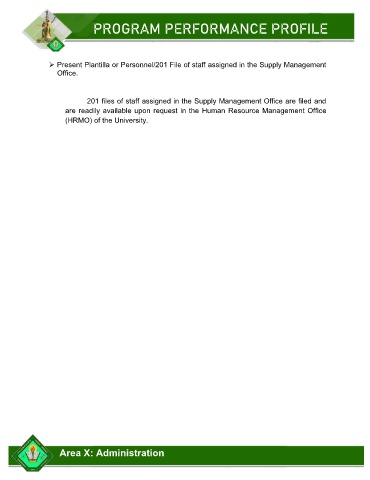 PROGRAM PERFORMANCE PROFILE
➢ Present Plantilla or Personnel/201 File of staff assigned in the Supply Management
Office.
201 files of staff assigned in the Supply Management Office are filed and
are readily available upon request in the Human Resource Management Office
(HRMO) of the University.
Area X: Administration